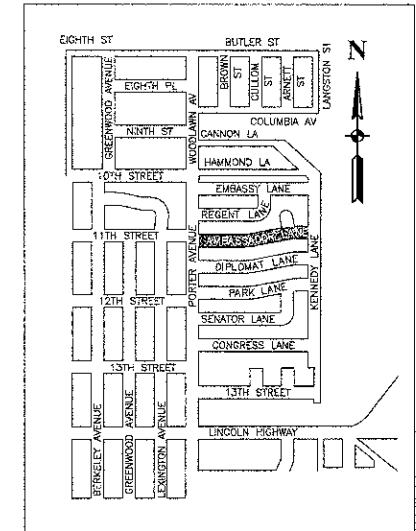 EIGHTH ST
BUTLER ST
LANGSTON St
N
GREENWOOD AVENUE
EIGHTH PL
WOODLAWN AV
BROWN
ST
CULLOM
ST
ARNETT
ST
COLUMBIA AV
NINTH ST
CANNON LA
HAMMOND LA
10TH STREET
EMBASSY LANE
REGENT LANE
11TH STREET
AMBASSADOR LANE
PORTER AVENUE
DIPLOMAT LANE
KENNEDY LANE
PARK LANE
12TH STREET
SENATOR LANE
CONGRESS LANE
13TH STREET
13TH STREET
LINCOLN HIGHWAY
BERKELEY AVENUE
GREENWOOD AVENUE
LEXINGTON AVENUE